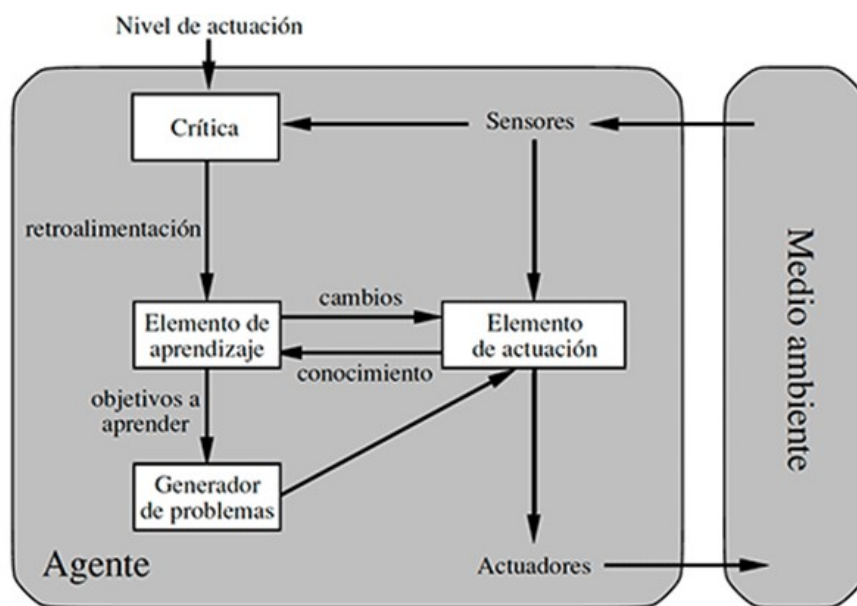 Nivel de actuación
Crítica
Sensores
retroalimentación
cambios
Elemento de
aprendizaje
Elemento
de actuación
conocimiento
objetivos a
aprender
Generador
de problemas
Agente
Actuadores
Medio ambiente